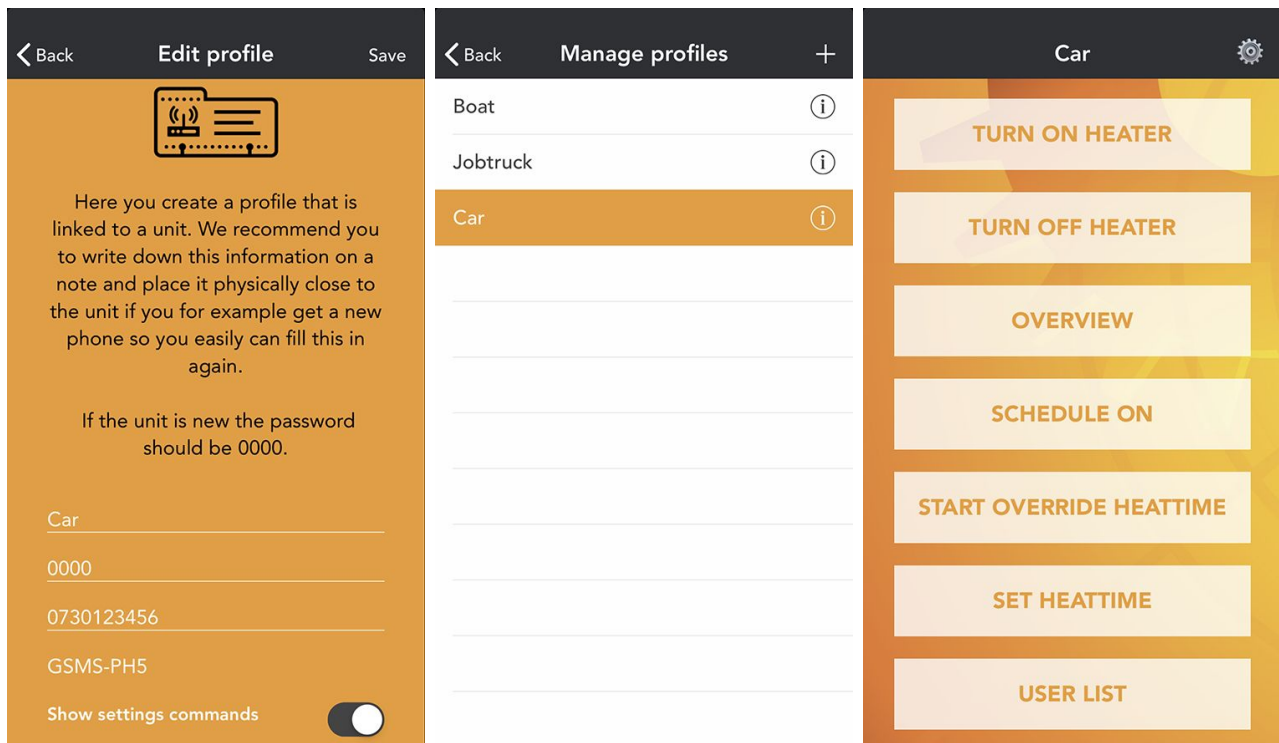 Back
Edit profile
Save
Here you create a profile that is
linked to a unit. We recommend you
to write down this information on a
note and place it physically close to
the unit if you for example get a new
phone so you easily can fill this in
again.
If the unit is new the password
should be 0000.
Car
0000
0730123456
GSMS-PH5
Show settings commands
Back
Manage profiles
+
Boat
Jobtruck
Car
Car
TURN ON HEATER
TURN OFF HEATER
OVERVIEW
SCHEDULE ON
START OVERRIDE HEATTIME
SET HEATTIME
USER LIST